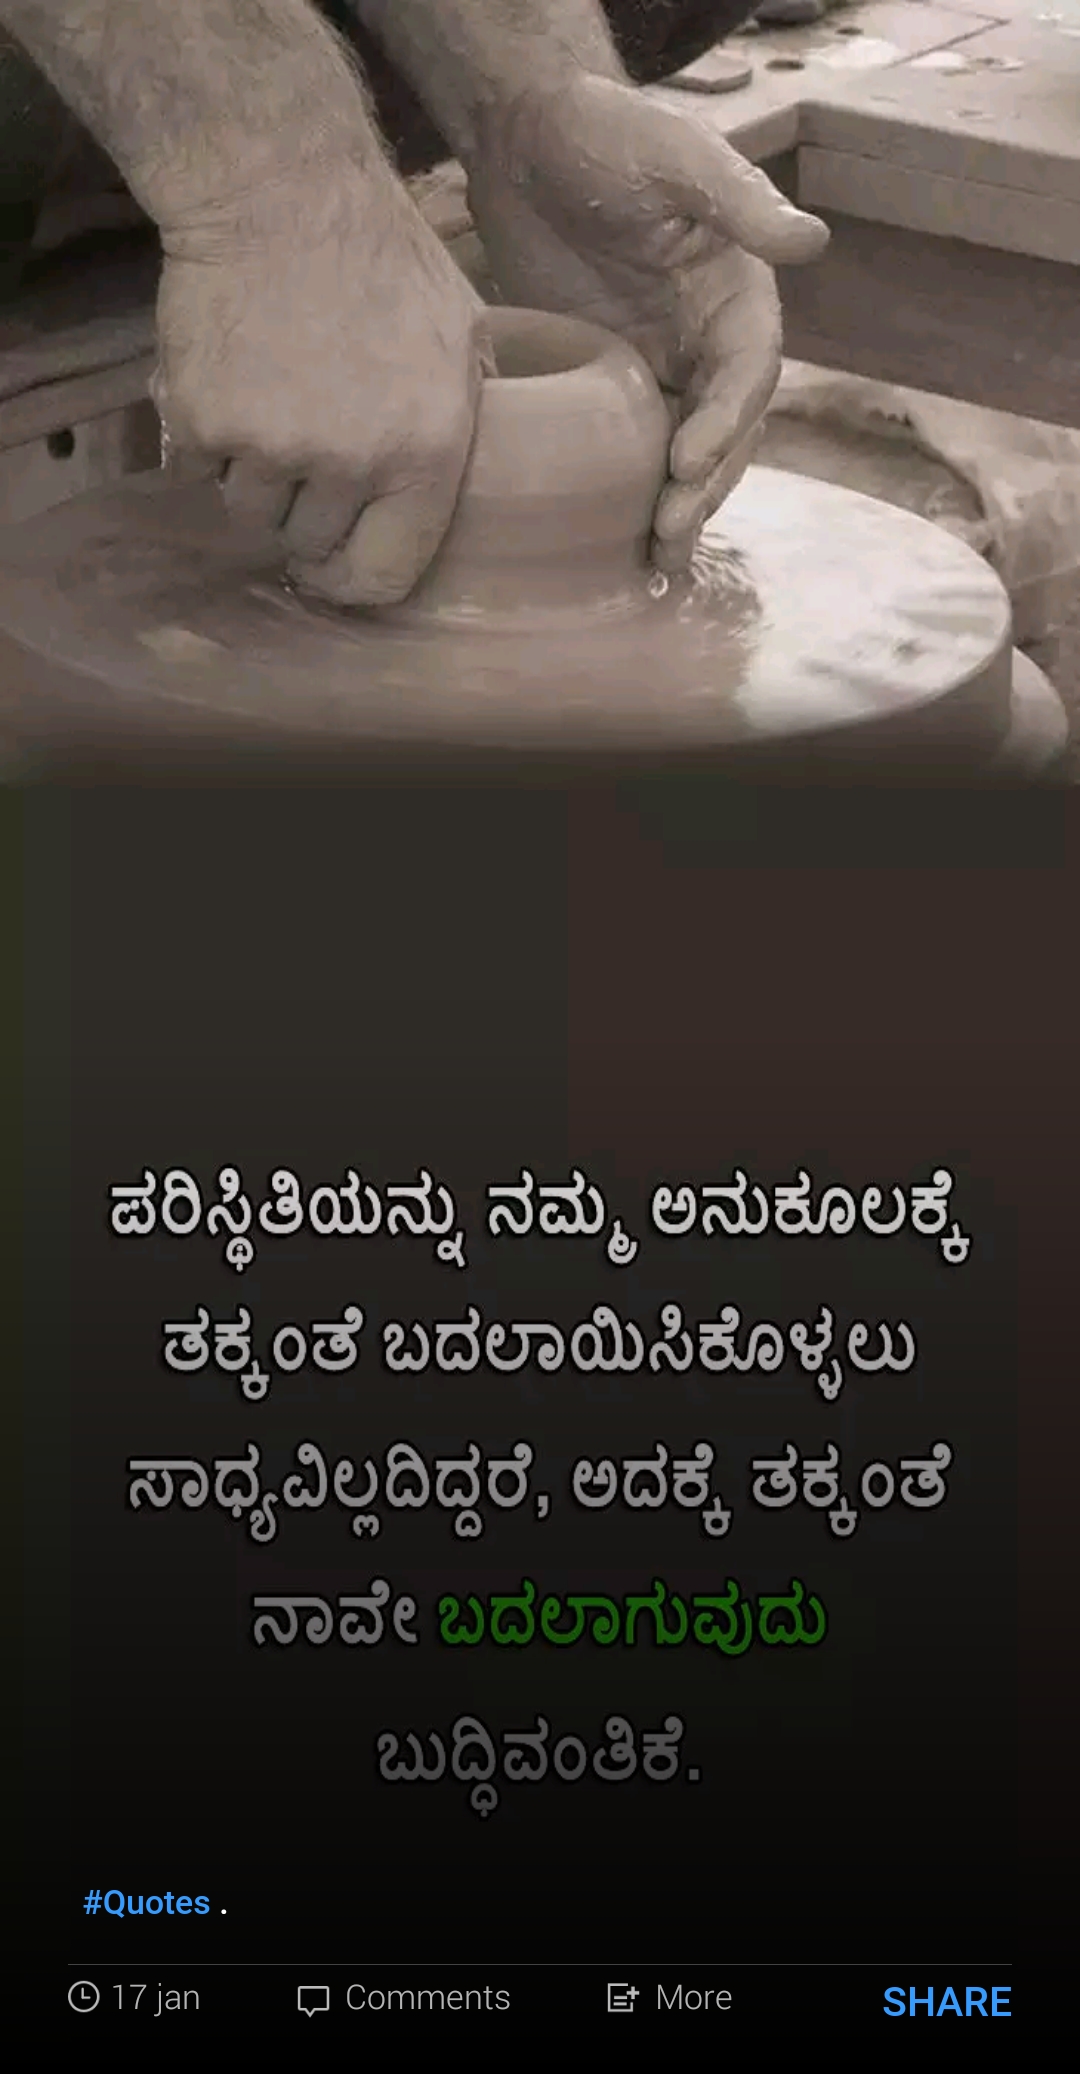 ಪರಿಸ್ಥಿತಿಯನ್ನು ನಮ್ಮ ಅನುಕೂಲಕ್ಕೆ
ತಕ್ಕಂತೆ ಬದಲಾಯಿಸಿಕೊಳ್ಳಲು
ಸಾಧ್ಯವಿಲ್ಲದಿದ್ದರೆ, ಅದಕ್ಕೆ ತಕ್ಕಂತೆ
ನಾವೇ ಬದಲಾಗುವುದು
ಬುದ್ಧಿವಂತಿಕೆ.
#Quotes .
17 jan Comments More SHARE